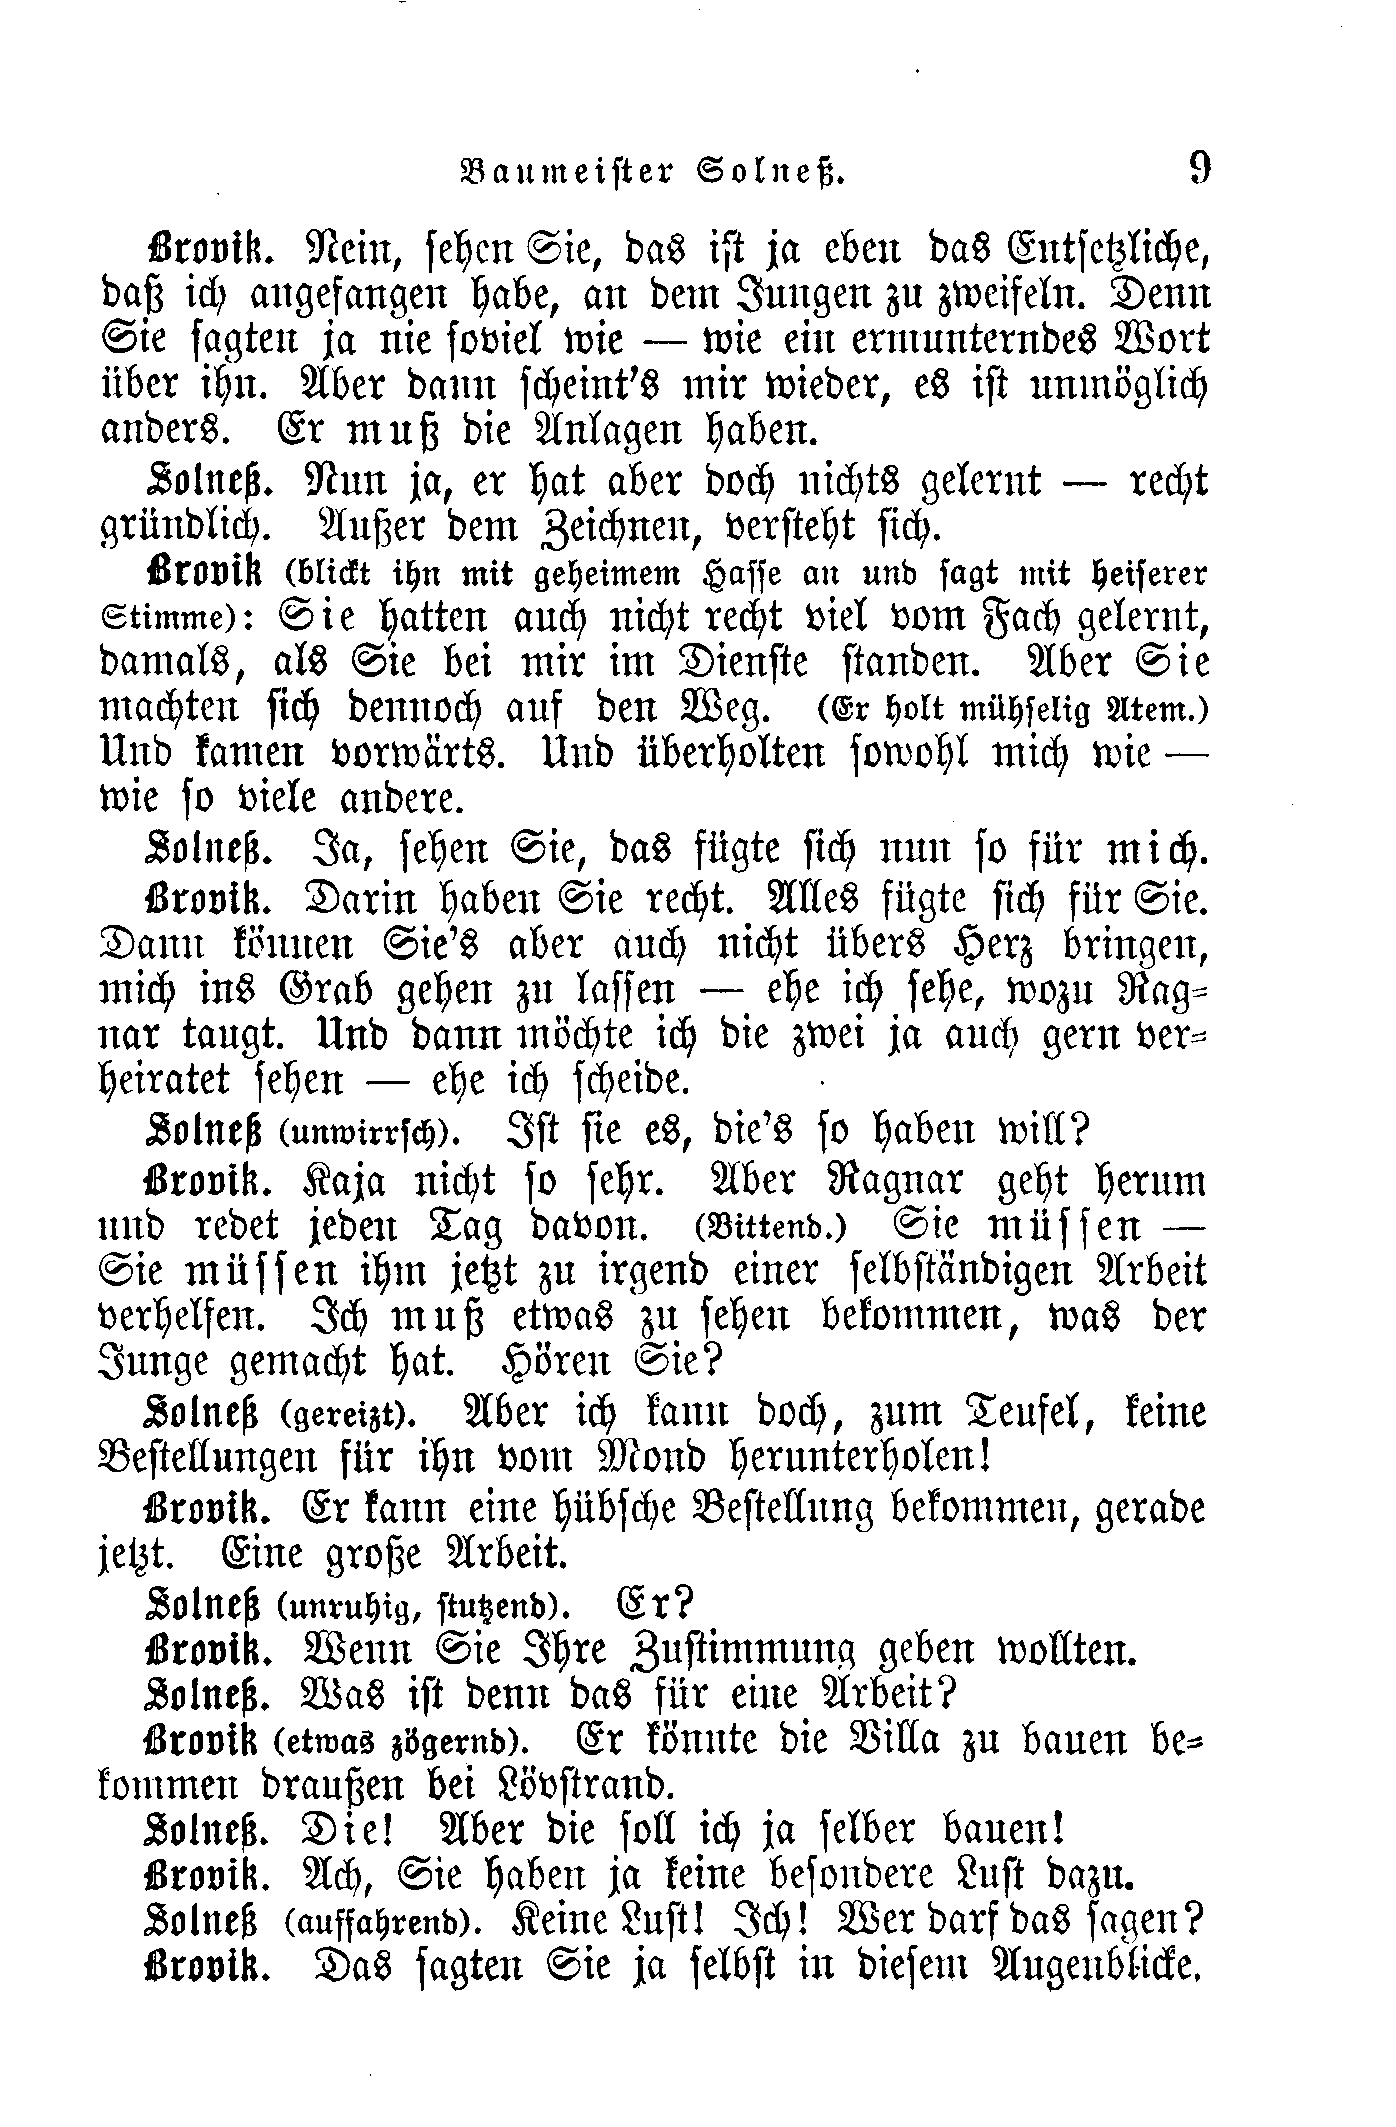 Baumeister Solneß. 9
Brovik. Nein, sehen Sie, das ist ja eben das Entsetzliche,
daß ich angefangen habe, an dem Jungen zu zweifeln. Denn
Sie sagten ja nie soviel wie — wie ein ermunterndes Wort
über ihn. Aber dann scheint's mir wieder, es ist unmöglich
anders. Er muß die Anlagen haben.
Solneß. Nun ja, er hat aber doch nichts gelernt — recht
gründlich. Außer dem Zeichnen, versteht sich.
Brovik (blickt ihn mit geheimem Hasse an und sagt mit heiserer
Stimme): Sie hatten auch nicht recht viel vom Fach gelernt,
damals, als Sie bei mir im Dienste standen. Aber Sie
machten sich dennoch auf den Weg. (Er holt mühselig Atem.)
Und kamen vorwärts. Und überholten sowohl mich wie —
wie so viele andere.
Solneß. Ja, sehen Sie, das fügte sich nun so für mich.
Brovik. Darin haben Sie recht. Alles fügte sich für Sie.
Dann können Sie's aber auch nicht übers Herz bringen,
mich ins Grab gehen zu lassen — ehe ich sehe, wozu Rag-
nar taugt. Und dann möchte ich die zwei ja auch gern ver-
heiratet sehen — ehe ich scheide.
Solneß (unwirrsch). Ist sie es, die's so haben will?
Brovik. Kaja nicht so sehr. Aber Ragnar geht herum
und redet jeden Tag davon. (Bittend.) Sie müssen —
Sie müssen ihm jetzt zu irgend einer selbständigen Arbeit
verhelfen. Ich muß etwas zu sehen bekommen, was der
Junge gemacht hat. Hören Sie?
Solneß (gereizt). Aber ich kann doch, zum Teufel, keine
Bestellungen für ihn vom Mond herunterholen!
Brovik. Er kann eine hübsche Bestellung bekommen, gerade
jetzt. Eine große Arbeit.
Solneß (unruhig, stutzend). Er?
Brovik. Wenn Sie Ihre Zustimmung geben wollten.
Solneß. Was ist denn das für eine Arbeit?
Brovik (etwas zögernd). Er könnte die Villa zu bauen be-
kommen draußen bei Lövstrand.
Solneß. Die! Aber die soll ich ja selber bauen!
Brovik. Ach, Sie haben ja keine besondere Lust dazu.
Solneß (auffahrend). Keine Lust! Ich! Wer darf das sagen?
Brovik. Das sagten Sie ja selbst in diesem Augenblicke.